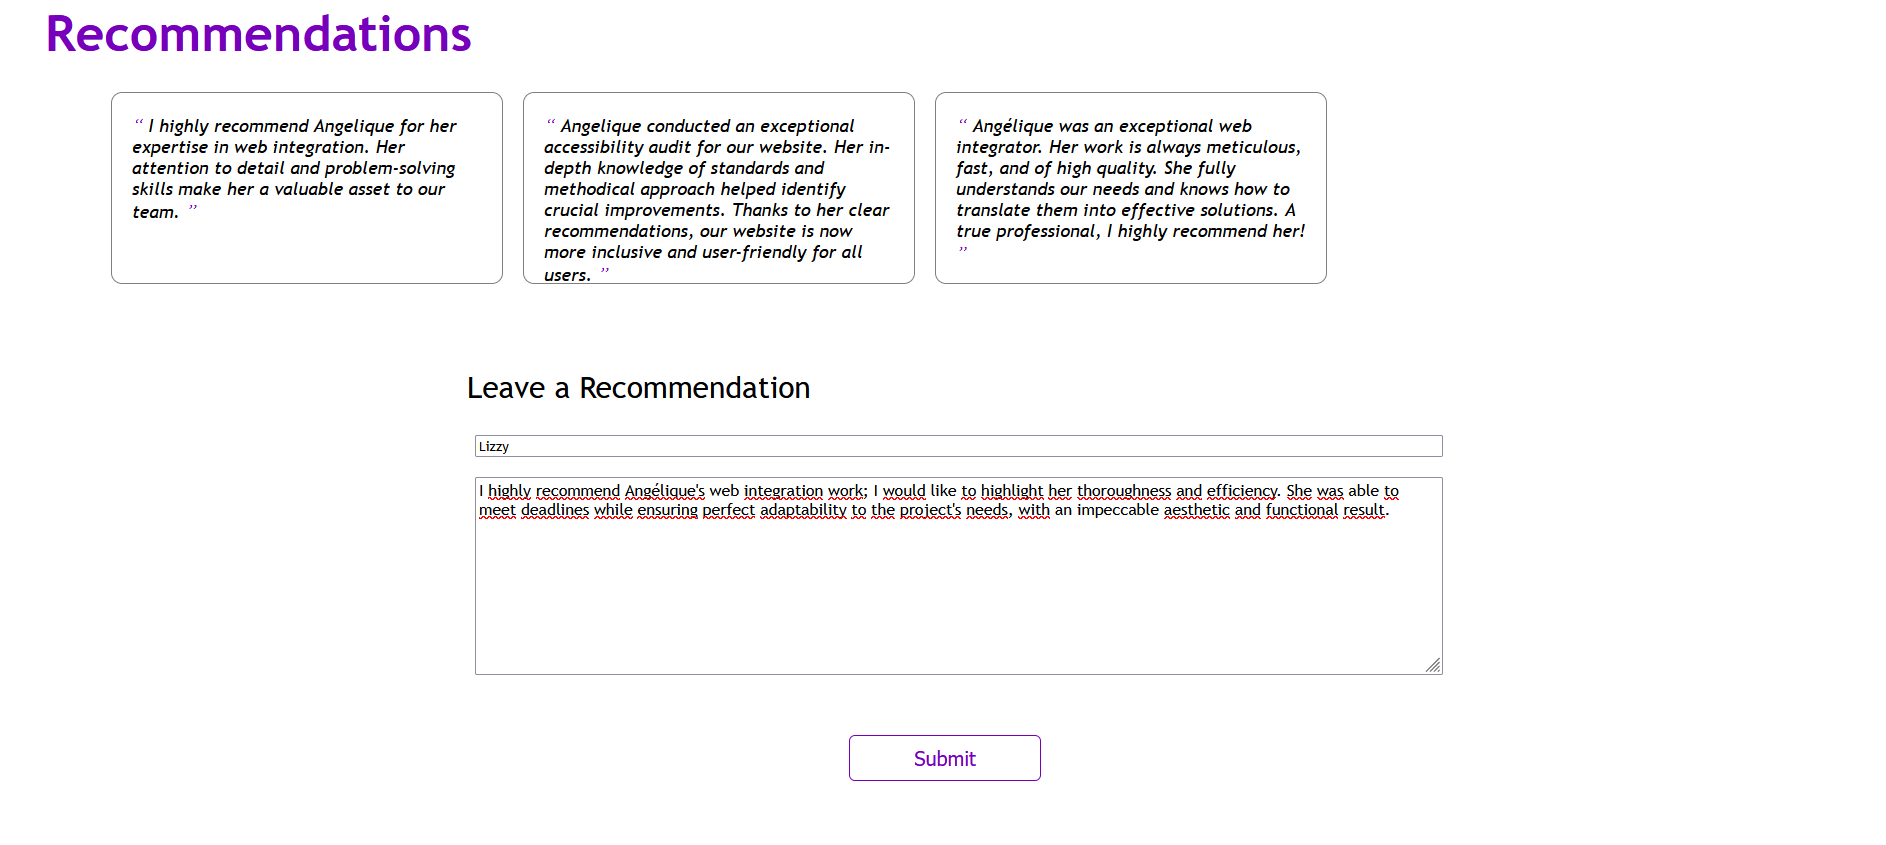 Recommendations
“ I highly recommend Angelique for her
expertise in web integration. Her
attention to detail and problem-solving
skills make her a valuable asset to our
team. ”
“ Angelique conducted an exceptional
accessibility audit for our website. Her in-
depth knowledge of standards and
methodical approach helped identify
crucial improvements. Thanks to her clear
recommendations, our website is now
more inclusive and user-friendly for all
users. ”
“ Angélique was an exceptional web
integrator. Her work is always meticulous,
fast, and of high quality. She fully
understands our needs and knows how to
translate them into effective solutions. A
true professional, I highly recommend her!
”
Leave a Recommendation
Lizzy
I highly recommend Angélique's web integration work; I would like to highlight her thoroughness and efficiency. She was able to
meet deadlines while ensuring perfect adaptability to the project's needs, with an impeccable aesthetic and functional result.
Submit